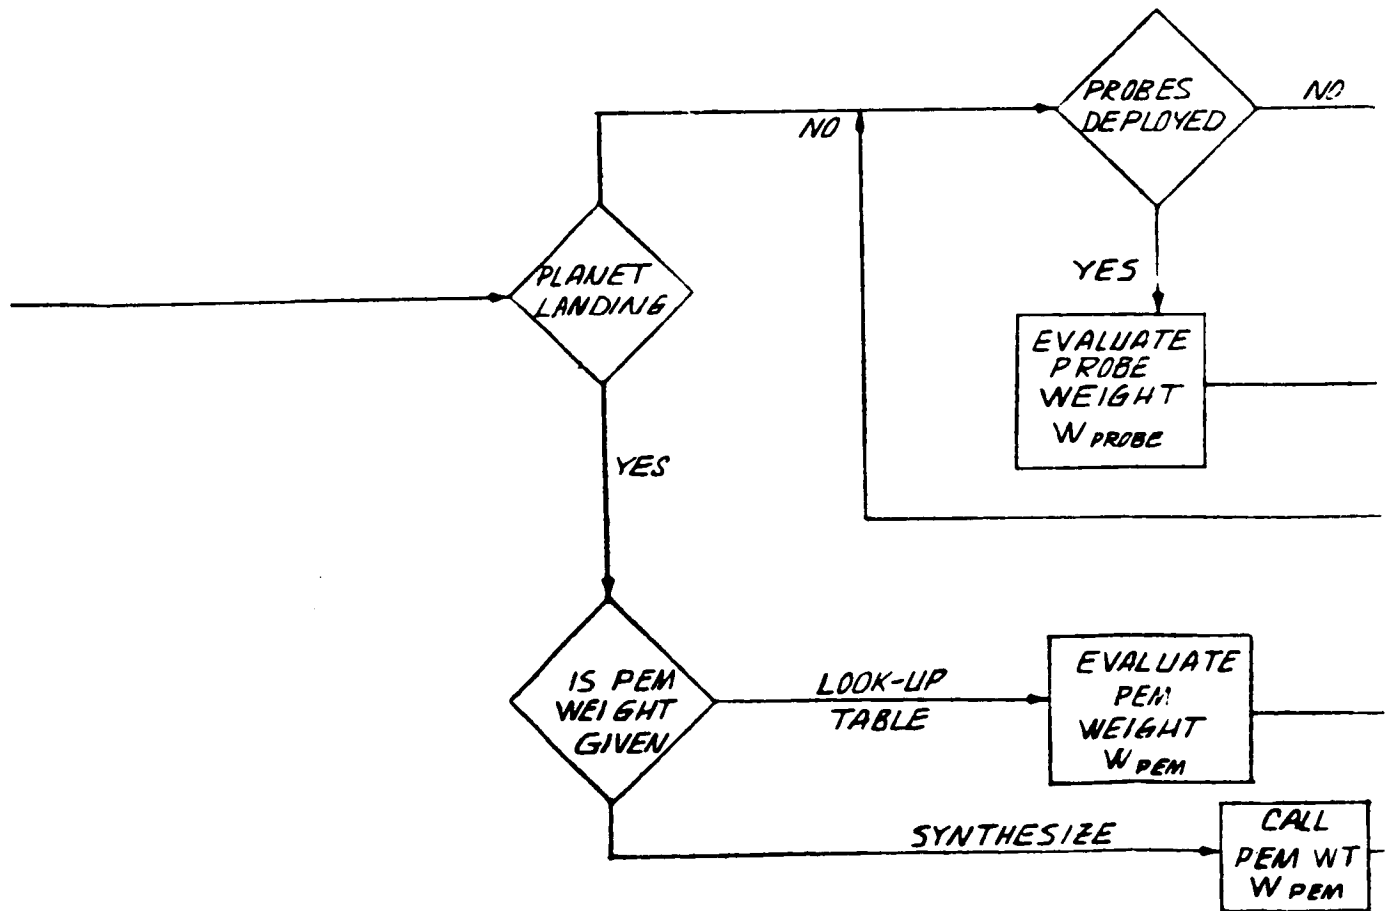 PROBES
DEPLOYED
NO
NO
YES
PLANET
LANDING
EVALUATE
PROBE
WEIGHT
W PROBE
YES
IS PEM
WEIGHT
GIVEN
LOOK-UP
TABLE
EVALUATE
PEM
WEIGHT
W PEM
SYNTHESIZE
CALL
PEM WT
W PEM